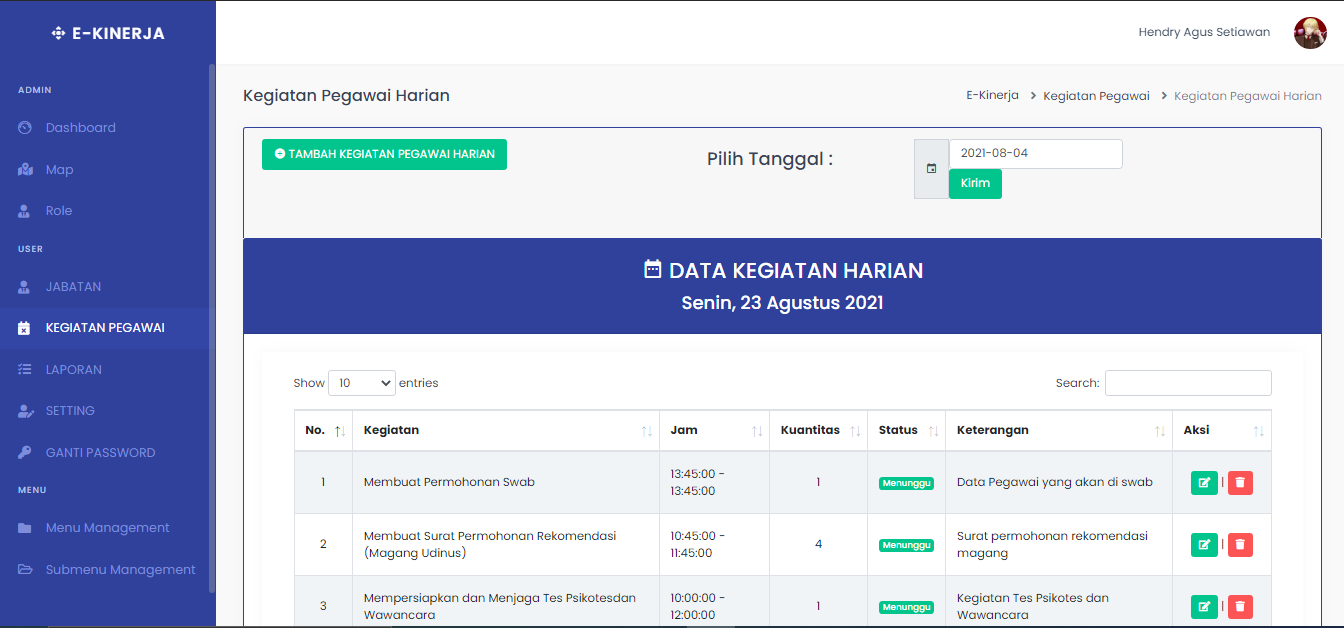 E-KINERJA
Hendry Agus Setiawan
ADMIN
Dashboard
Map
Role
USER
JABATAN
KEGIATAN PEGAWAI
LAPORAN
SETTING
GANTI PASSWORD
MENU
Menu Management
Submenu Management
Kegiatan Pegawai Harian
E-Kinerja > Kegiatan Pegawai > Kegiatan Pegawai Harian
TAMBAH KEGIATAN PEGAWAI HARIAN
Pilih Tanggal :
2021-08-04
Kirim
DATA KEGIATAN HARIAN
Senin, 23 Agustus 2021
Show 10 entries
Search:
No. Kegiatan Jam Kuantitas Status Keterangan Aksi
1 Membuat Permohonan Swab 13:45:00 - 13:45:00 1 Menunggu Data Pegawai yang akan di swab |
2 Membuat Surat Permohonan Rekomendasi (Magang Udinus) 10:45:00 - 11:45:00 4 Menunggu Surat permohonan rekomendasi magang |
3 Mempersiapkan dan Menjaga Tes Psikotesdan Wawancara 10:00:00 - 12:00:00 1 Menunggu Kegiatan Tes Psikotes dan Wawancara |